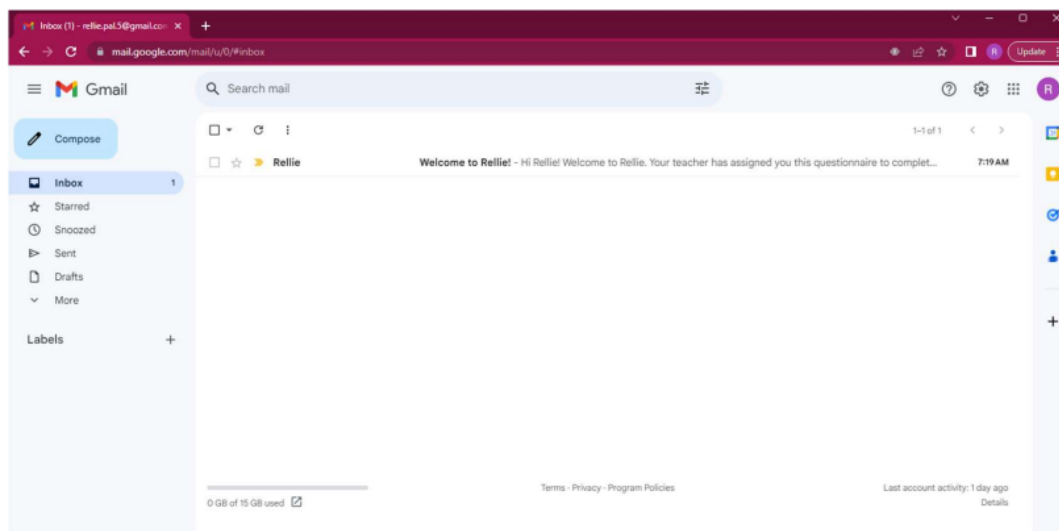 Inbox (1) - rellie.pal.5@gmail.con
mail.google.com/mail/u/0/#inbox
R
Update
Gmail
Search mail
R
Compose
1–1 of 1
Rellie
Welcome to Rellie! - Hi Rellie! Welcome to Rellie. Your teacher has assigned you this questionnaire to complet...
7:19 AM
Inbox
1
Starred
Snoozed
Sent
Drafts
More
Labels
0 GB of 15 GB used
Terms · Privacy · Program Policies
Last account activity: 1 day ago
Details